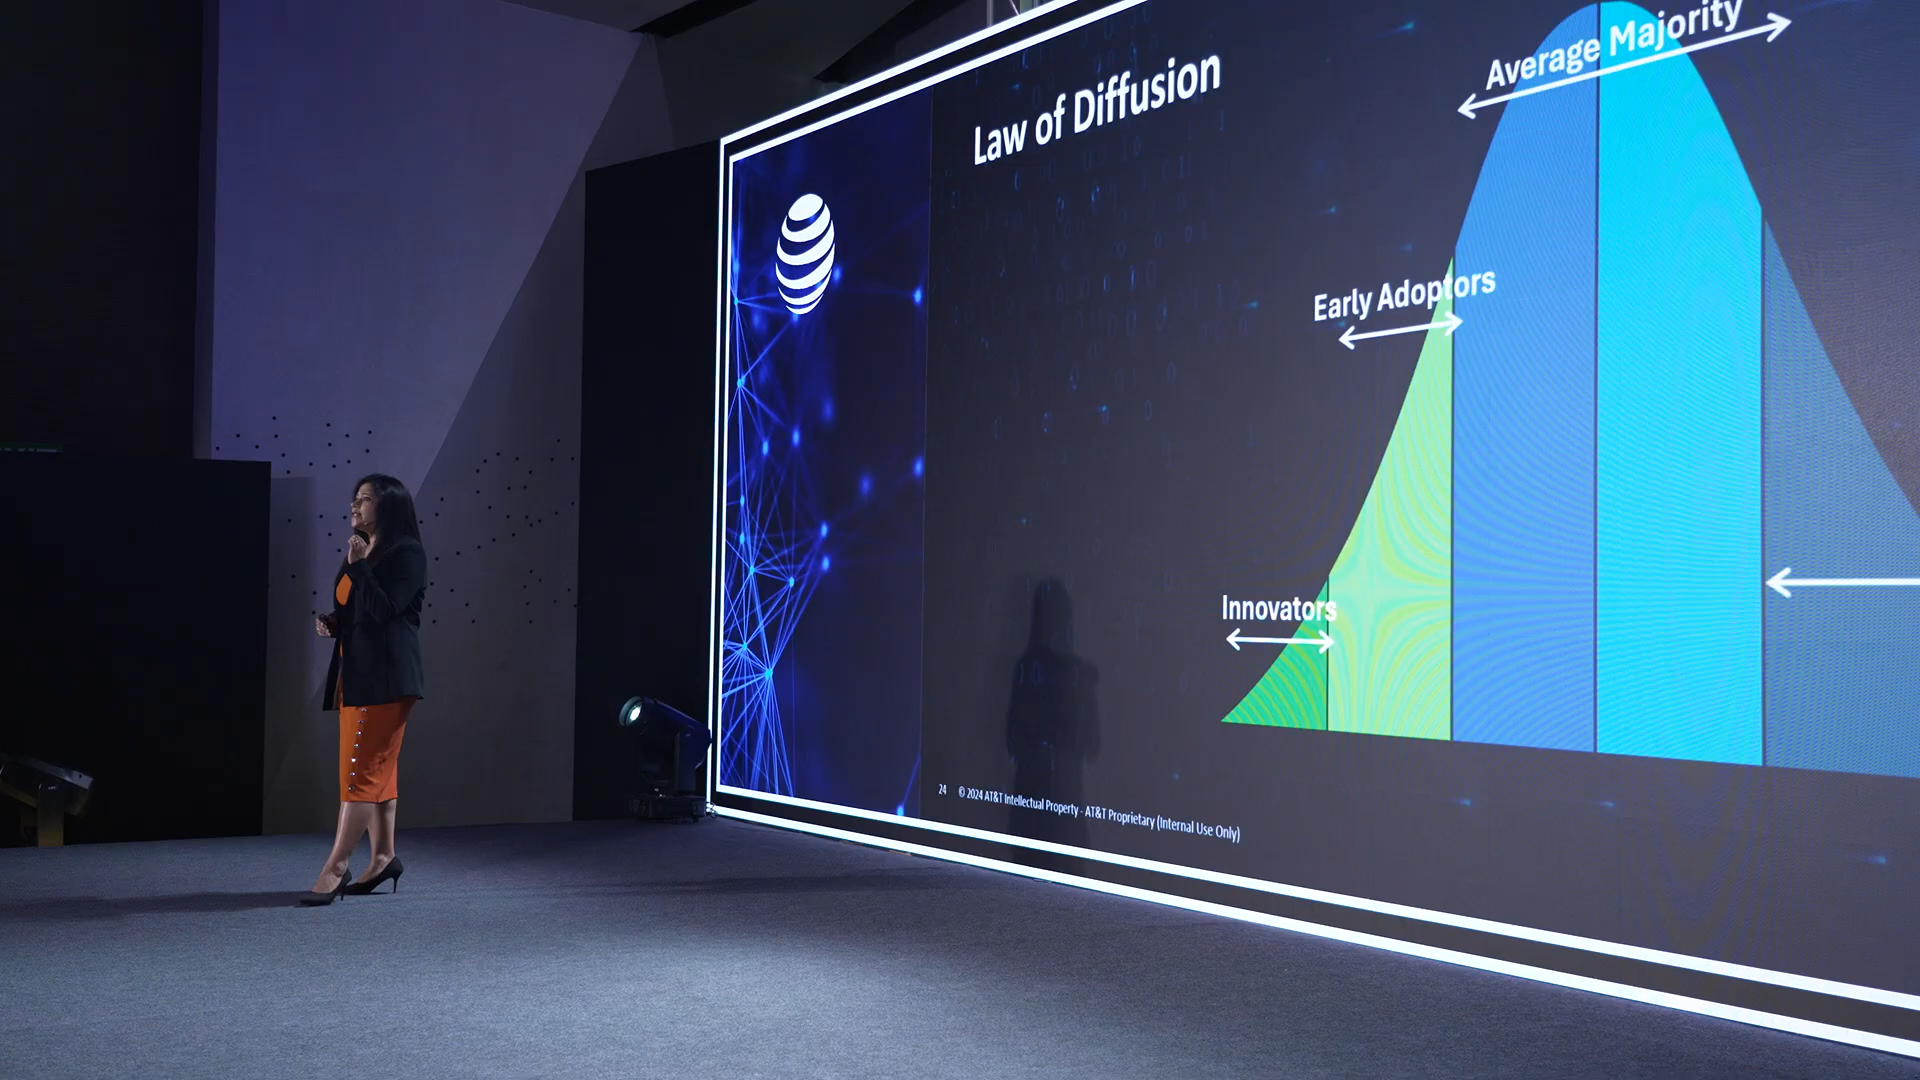 Law of Diffusion
Average Majority
Early Adoptors
Innovators
24 © 2024 AT&T Intellectual Property - AT&T Proprietary (Internal Use Only)